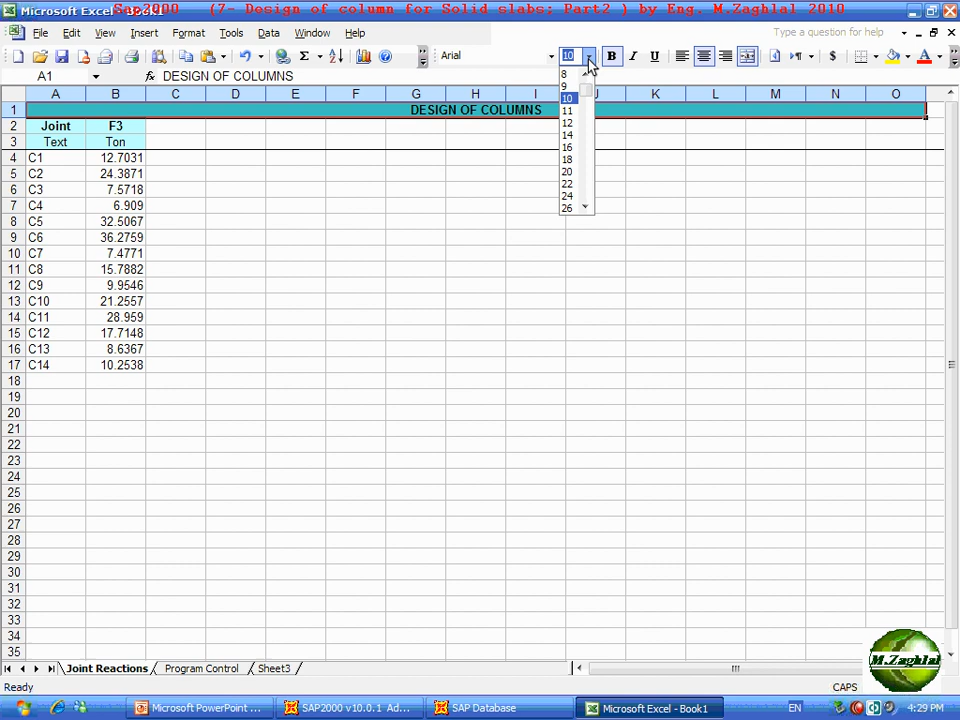 Microsoft Excel - Book1
Sap2000 (7- Design of column for Solid slabs; Part2 ) by Eng. M.Zaghlal 2010
File Edit View Insert Format Tools Data Window Help
Type a question for help
Arial 10 B I U $
A1 fx DESIGN OF COLUMNS
A B C D E F G H I J K L M N O
1 DESIGN OF COLUMNS
2 Joint F3
3 Text Ton
4 C1 12.7031
5 C2 24.3871
6 C3 7.5718
7 C4 6.909
8 C5 32.5067
9 C6 36.2759
10 C7 7.4771
11 C8 15.7882
12 C9 9.9546
13 C10 21.2557
14 C11 28.959
15 C12 17.7148
16 C13 8.6367
17 C14 10.2538
18
19
20
21
22
23
24
25
26
27
28
29
30
31
32
33
34
35
8
9
10
11
12
14
16
18
20
22
24
26
Joint Reactions Program Control Sheet3
M.Zaghlal
Ready CAPS
Microsoft PowerPoint ... SAP2000 v10.0.1 Ad... SAP Database Microsoft Excel - Book1 EN 4:29 PM